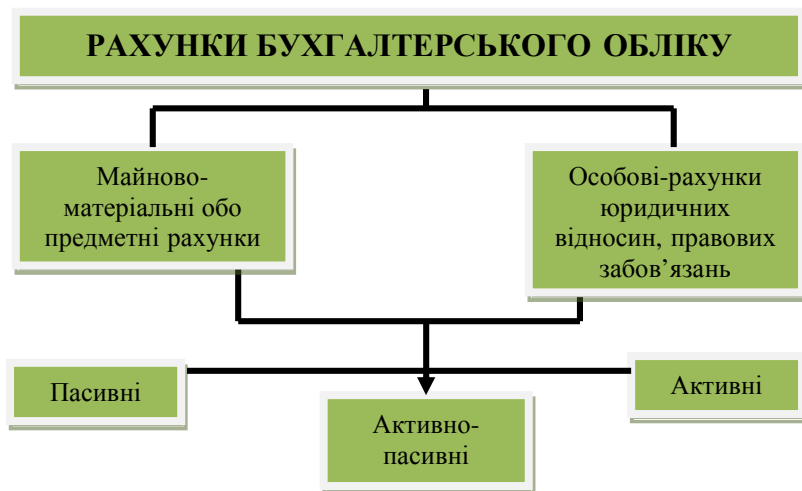 РАХУНКИ БУХГАЛТЕРСЬКОГО ОБЛІКУ
Майново-
матеріальні обо
предметні рахунки
Особові-рахунки
юридичних
відносин, правових
забов’язань
Пасивні
Активно-
пасивні
Активні